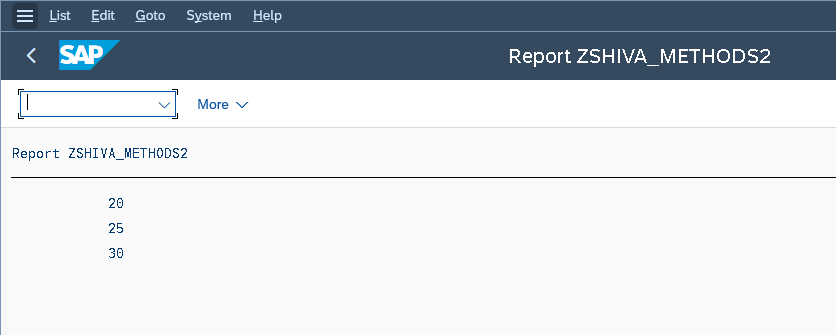 List Edit Goto System Help
SAP Report ZSHIVA_METHODS2
More
Report ZSHIVA_METHODS2
20
25
30